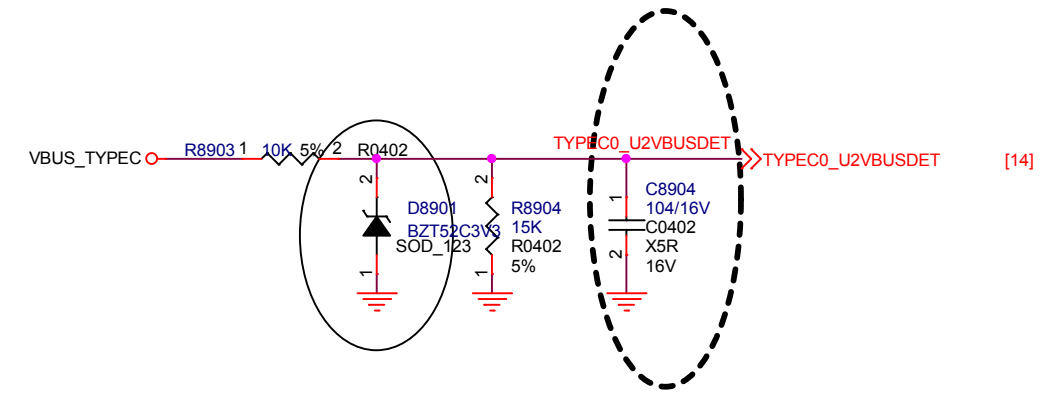 TYPEC0_U2VBUSDET
VBUS_TYPEC R8903 1 10K 5% 2 R0402 TYPEC0_U2VBUSDET [14]
2 D8901
BZT52C3V3
SOD_123
1
2 R8904
15K
R0402
5%
1
1 C8904
104/16V
C0402
X5R
16V
2